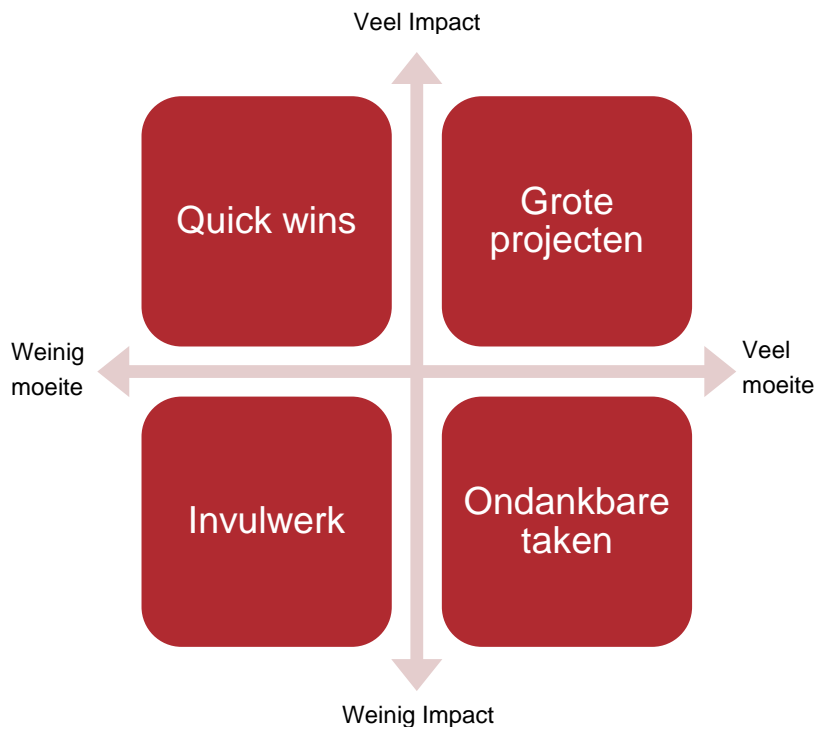 Veel Impact
Quick wins
Grote
projecten
Weinig
moeite
Veel
moeite
Invulwerk
Ondankbare
taken
Weinig Impact